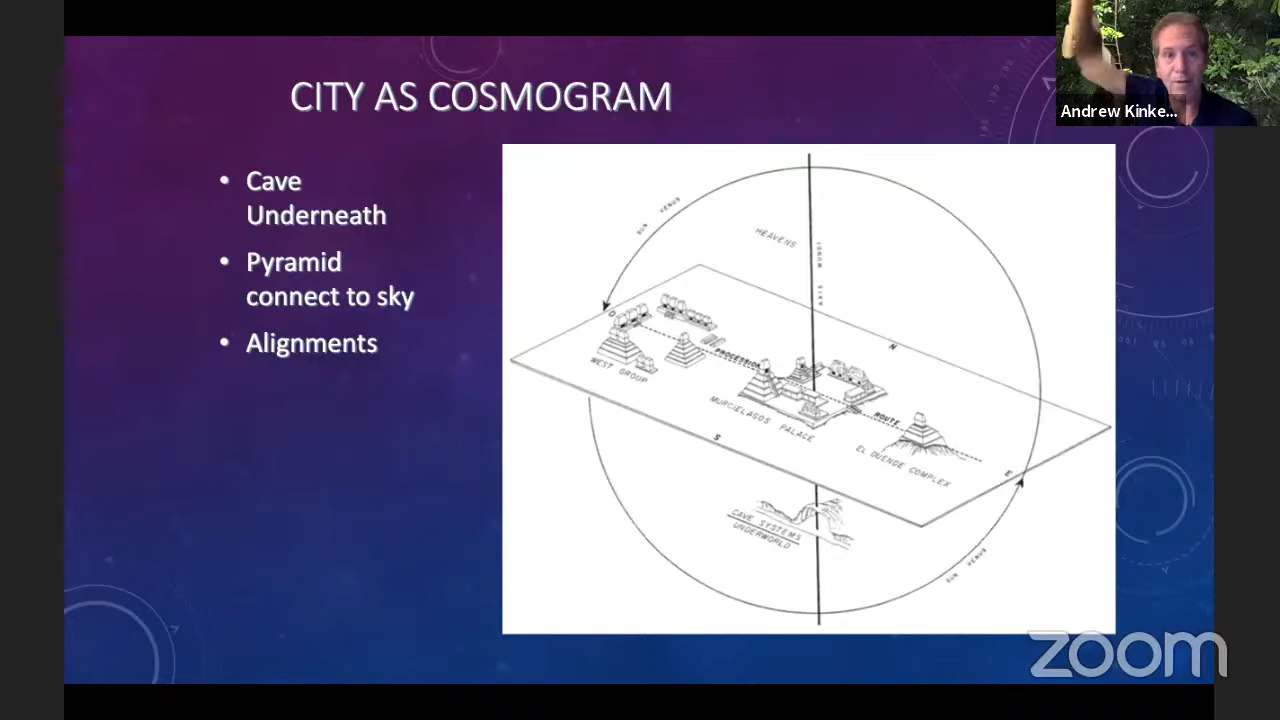 CITY AS COSMOGRAM
Andrew Kinke...
• Cave
Underneath
• Pyramid
connect to sky
• Alignments
SUN VENUS
HEAVENS
AXIS MUNDI
O
N
WEST GROUP
PROCESSION
MURCIELAGOS PALACE
ROUTE
EL DUENDE COMPLEX
S
E
CAVE SYSTEMS
UNDERWORLD
SUN VENUS
zoom